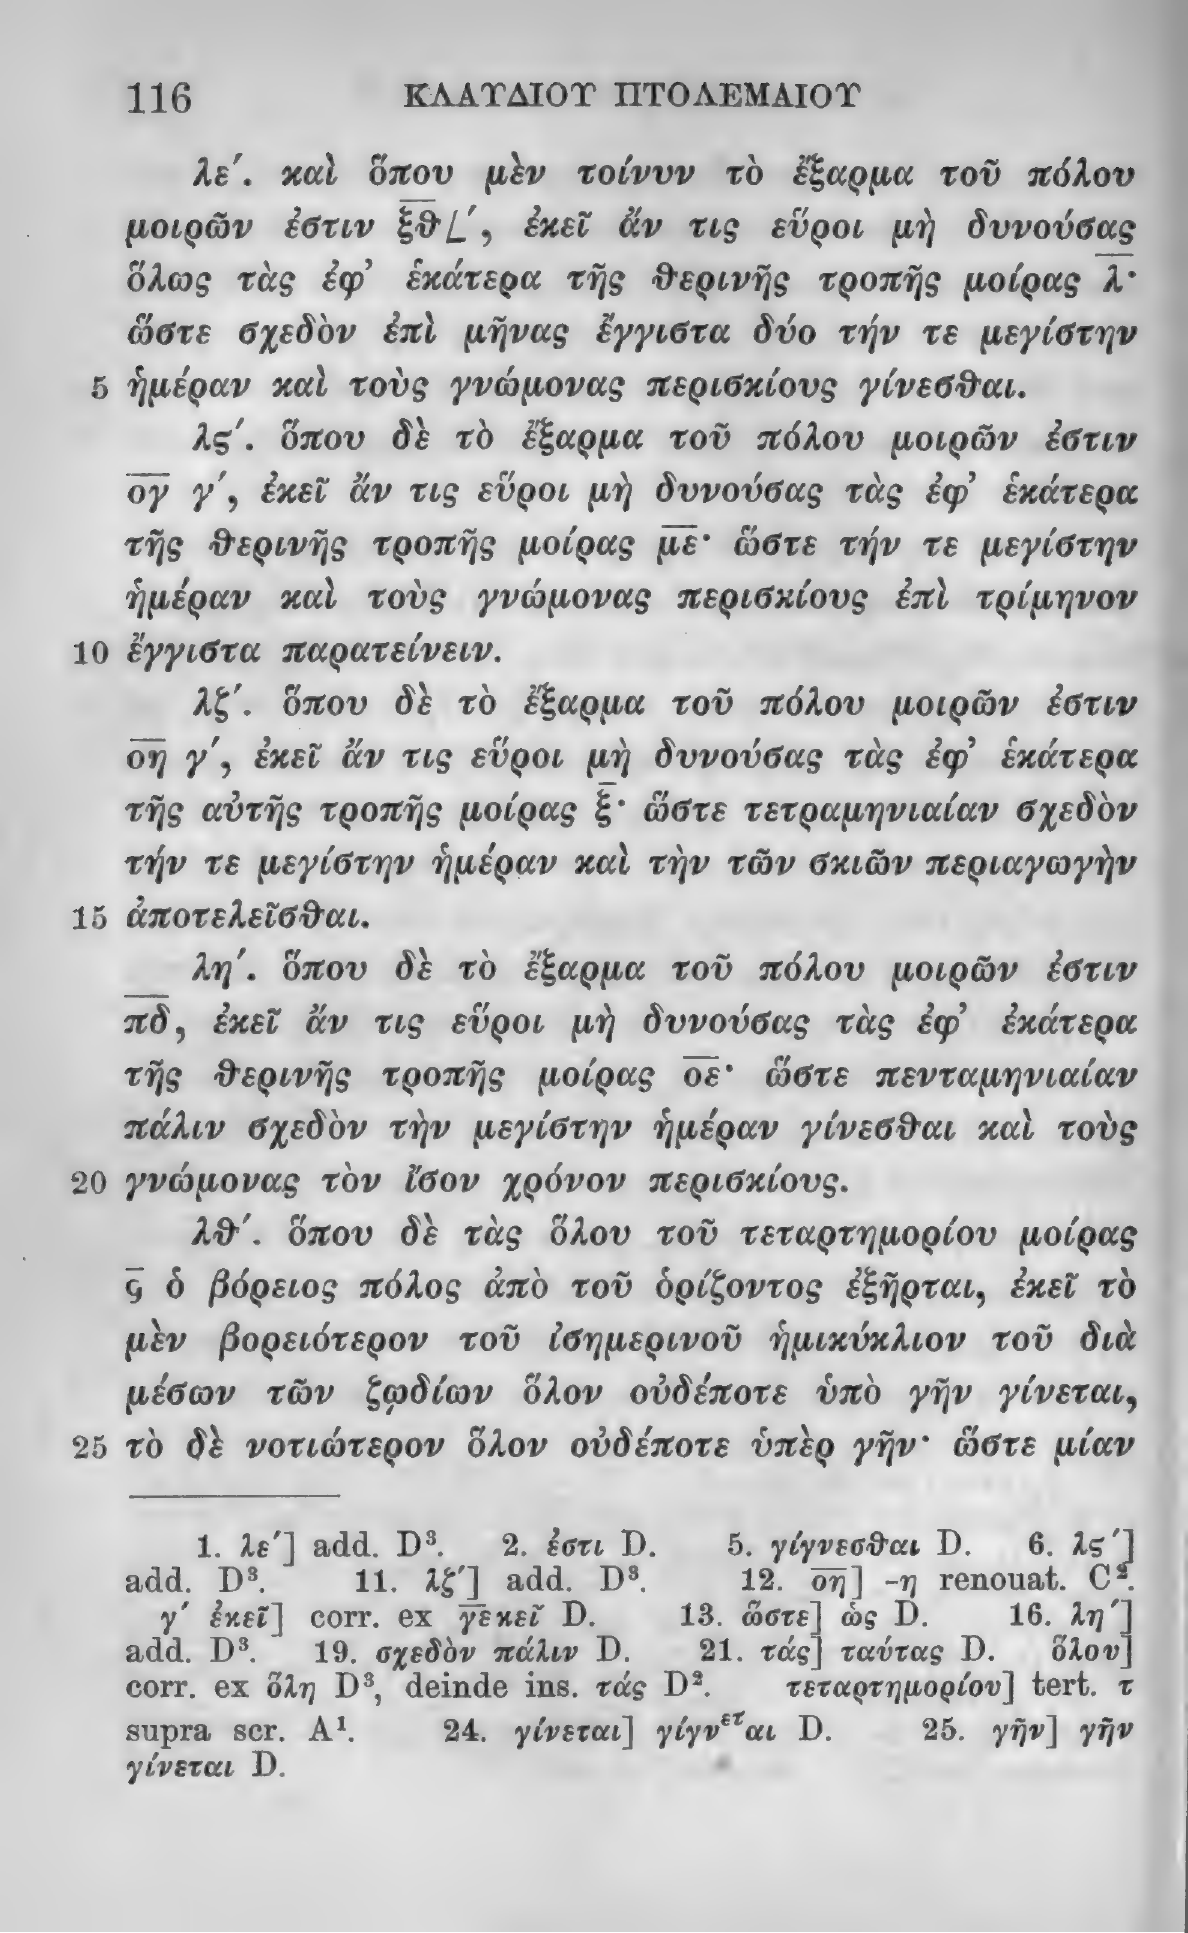 116 ΚΛΑΥΔΙΟΥ ΠΤΟΛΕΜΑΙΟΥ
λε′. καὶ ὅπου μὲν τοίνυν τὸ ἔξαρμα τοῦ πόλου
μοιρῶν ἐστιν ξ̅θ̅ L′, ἐκεῖ ἄν τις εὕροι μὴ δυνούσας
ὅλως τὰς ἐφ’ ἑκάτερα τῆς θερινῆς τροπῆς μοίρας λ̅·
ὥστε σχεδὸν ἐπὶ μῆνας ἔγγιστα δύο τήν τε μεγίστην
5 ἡμέραν καὶ τοὺς γνώμονας περισκίους γίνεσθαι.
λϛ′. ὅπου δὲ τὸ ἔξαρμα τοῦ πόλου μοιρῶν ἐστιν
ο̅γ̅ γ′, ἐκεῖ ἄν τις εὕροι μὴ δυνούσας τὰς ἐφ’ ἑκάτερα
τῆς θερινῆς τροπῆς μοίρας μ̅ε̅· ὥστε τήν τε μεγίστην
ἡμέραν καὶ τοὺς γνώμονας περισκίους ἐπὶ τρίμηνον
10 ἔγγιστα παρατείνειν.
λζ′. ὅπου δὲ τὸ ἔξαρμα τοῦ πόλου μοιρῶν ἐστιν
ο̅η̅ γ′, ἐκεῖ ἄν τις εὕροι μὴ δυνούσας τὰς ἐφ’ ἑκάτερα
τῆς αὐτῆς τροπῆς μοίρας ξ̅· ὥστε τετραμηνιαίαν σχεδὸν
τήν τε μεγίστην ἡμέραν καὶ τὴν τῶν σκιῶν περιαγωγὴν
15 ἀποτελεῖσθαι.
λη′. ὅπου δὲ τὸ ἔξαρμα τοῦ πόλου μοιρῶν ἐστιν
π̅δ̅, ἐκεῖ ἄν τις εὕροι μὴ δυνούσας τὰς ἐφ’ ἑκάτερα
τῆς θερινῆς τροπῆς μοίρας ο̅ε̅· ὥστε πενταμηνιαίαν
πάλιν σχεδὸν τὴν μεγίστην ἡμέραν γίνεσθαι καὶ τοὺς
20 γνώμονας τὸν ἴσον χρόνον περισκίους.
λθ′. ὅπου δὲ τὰς ὅλου τοῦ τεταρτημορίου μοίρας
ϟ̅ ὁ βόρειος πόλος ἀπὸ τοῦ ὁρίζοντος ἐξῆρται, ἐκεῖ τὸ
μὲν βορειότερον τοῦ ἰσημερινοῦ ἡμικύκλιον τοῦ διὰ
μέσων τῶν ζῳδίων ὅλον οὐδέποτε ὑπὸ γῆν γίνεται,
25 τὸ δὲ νοτιώτερον ὅλον οὐδέποτε ὑπὲρ γῆν· ὥστε μίαν
1. λε′] add. D³. 2. ἐστι D. 5. γίγνεσθαι D. 6. λϛ′]
add. D³. 11. λζ′] add. D³. 12. ο̅η̅] -η renouat. C².
γ′ ἐκεῖ] corr. ex γ̅ε̅κεῖ D. 13. ὥστε] ὡς D. 16. λη′]
add. D³. 19. σχεδὸν πάλιν D. 21. τάς] ταύτας D. ὅλου]
corr. ex ὅλη D³, deinde ins. τάς D². τεταρτημορίου] tert. τ
supra scr. A¹. 24. γίνεται] γίγνετ αι D. 25. γῆν] γῆν
γίνεται D.